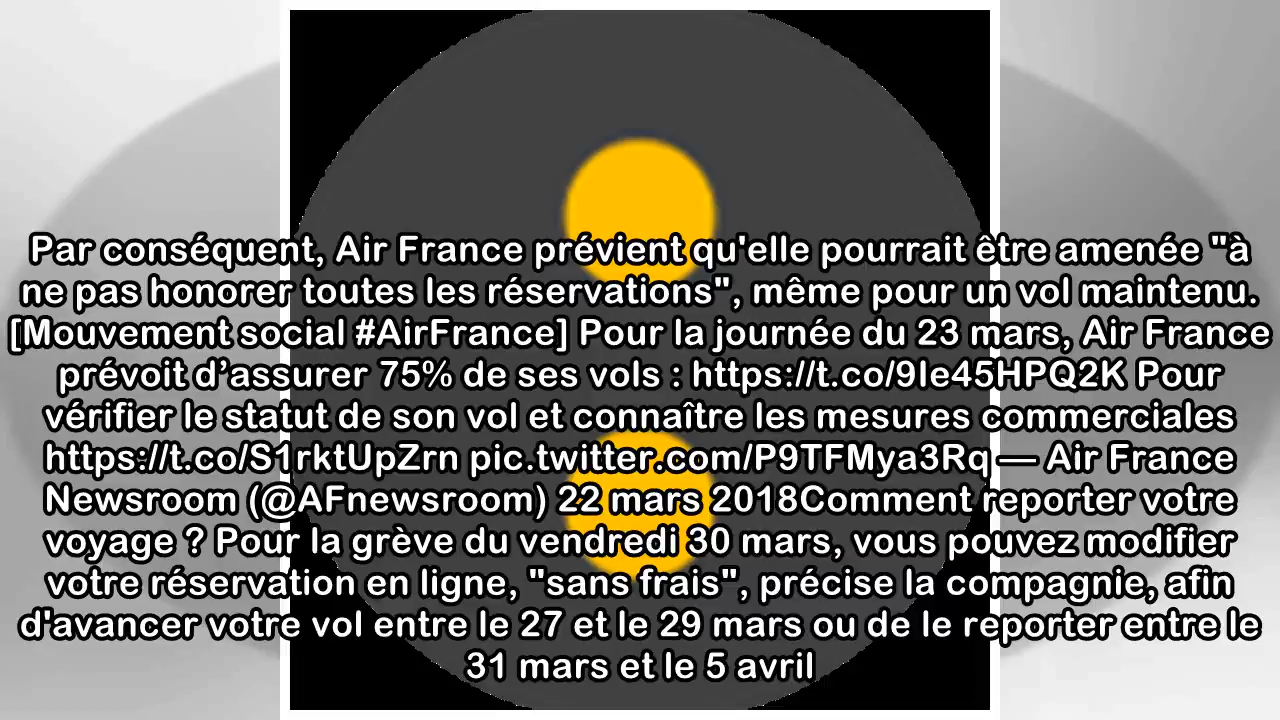 Par conséquent, Air France prévient qu'elle pourrait être amenée "à
ne pas honorer toutes les réservations", même pour un vol maintenu.
[Mouvement social #AirFrance] Pour la journée du 23 mars, Air France
prévoit d’assurer 75% de ses vols : https://t.co/9Ie45HPQ2K Pour
vérifier le statut de son vol et connaître les mesures commerciales
https://t.co/S1rktUpZrn pic.twitter.com/P9TFMya3Rq — Air France
Newsroom (@AFnewsroom) 22 mars 2018Comment reporter votre
voyage ? Pour la grève du vendredi 30 mars, vous pouvez modifier
votre réservation en ligne, "sans frais", précise la compagnie, afin
d'avancer votre vol entre le 27 et le 29 mars ou de le reporter entre le
31 mars et le 5 avril